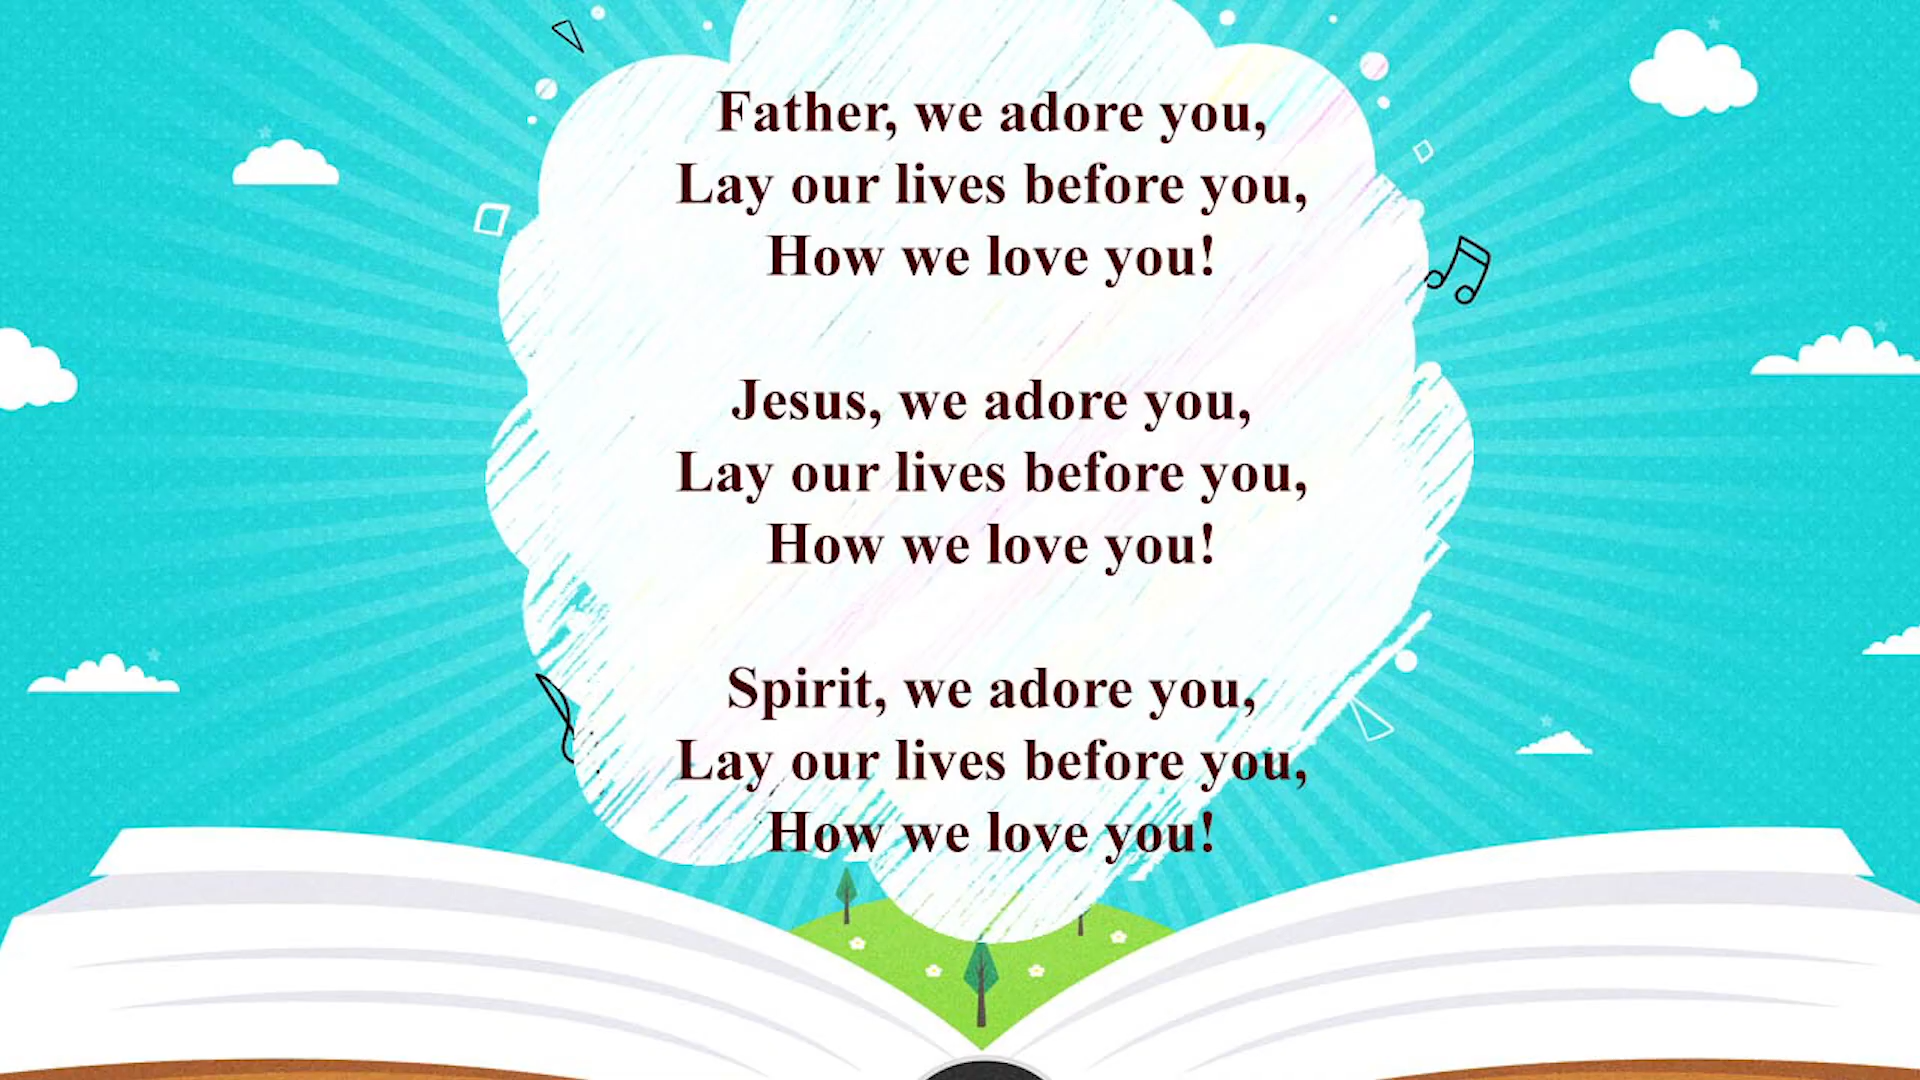 Father, we adore you,
Lay our lives before you,
How we love you!
Jesus, we adore you,
Lay our lives before you,
How we love you!
Spirit, we adore you,
Lay our lives before you,
How we love you!